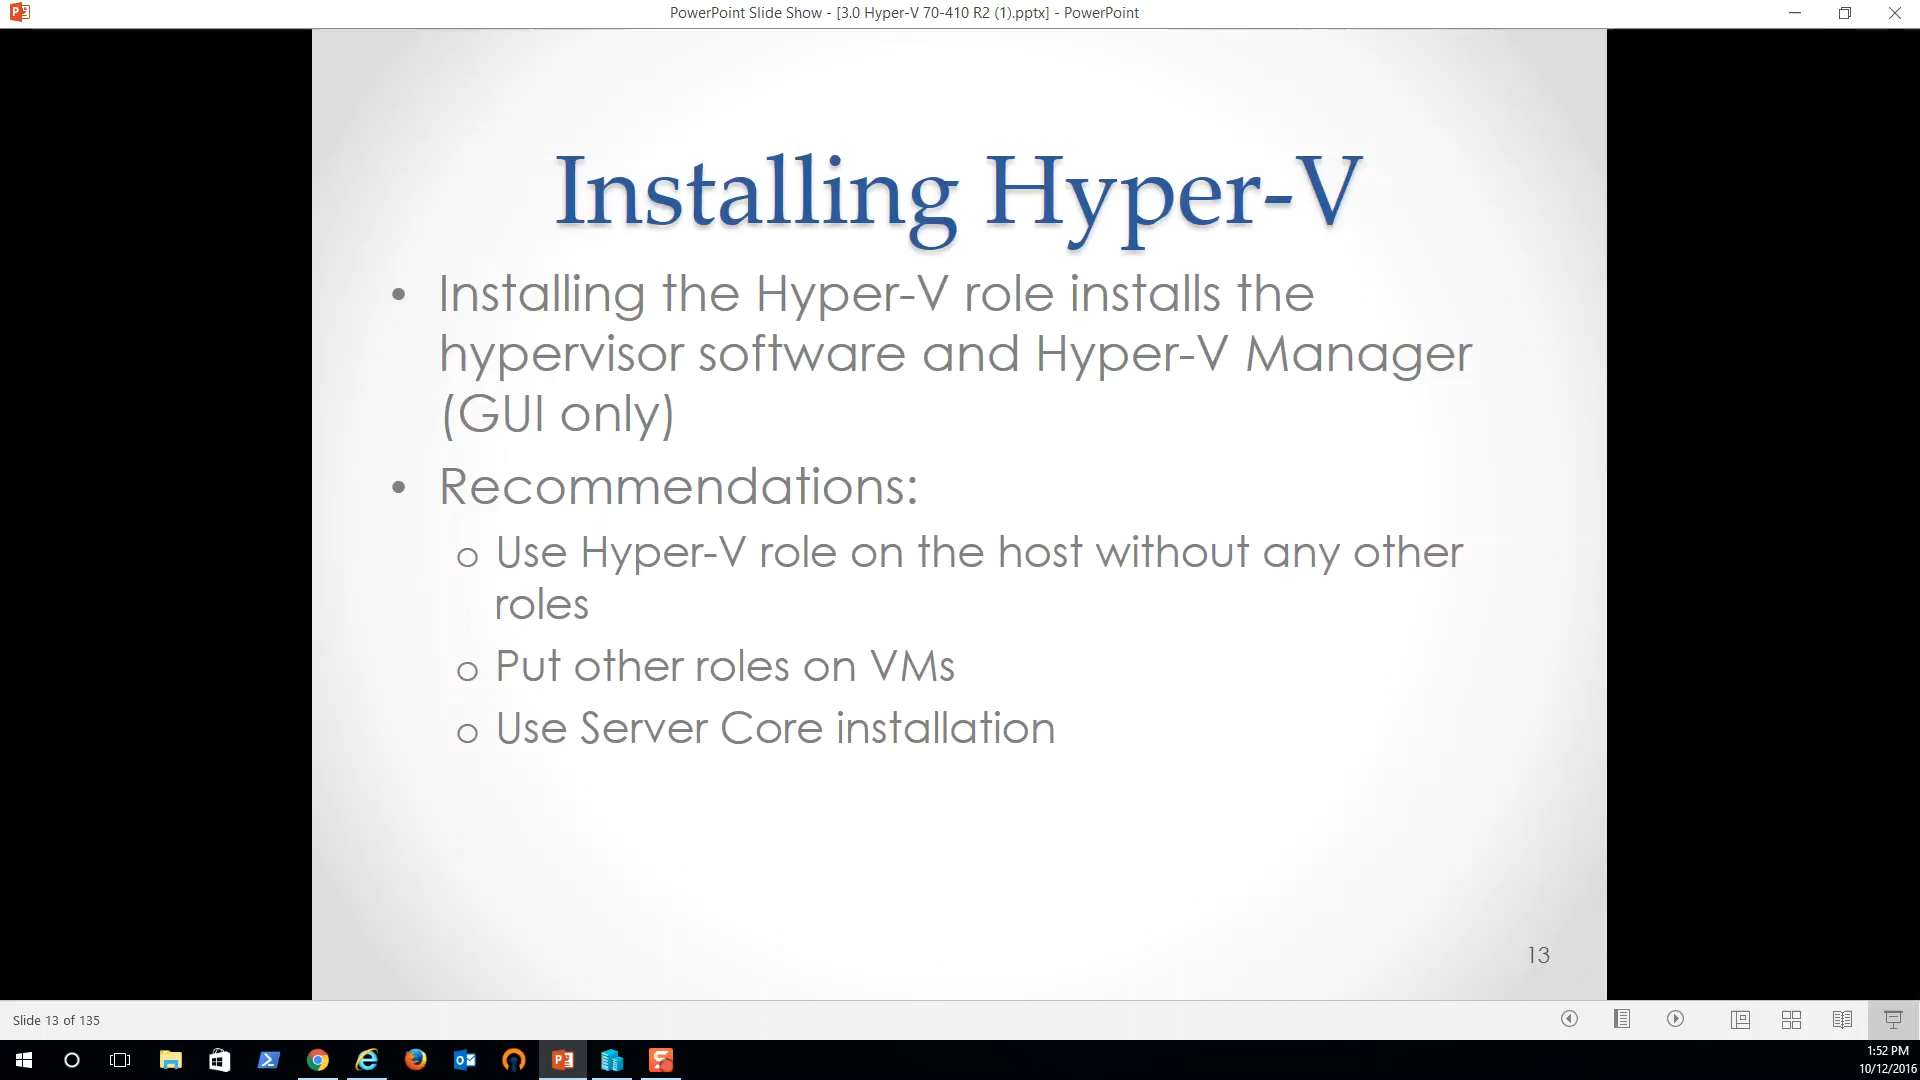 PowerPoint Slide Show - [3.0 Hyper-V 70-410 R2 (1).pptx] - PowerPoint
Installing Hyper-V
• Installing the Hyper-V role installs the
hypervisor software and Hyper-V Manager
(GUI only)
• Recommendations:
o Use Hyper-V role on the host without any other
roles
o Put other roles on VMs
o Use Server Core installation
13
Slide 13 of 135
1:52 PM
10/12/2016